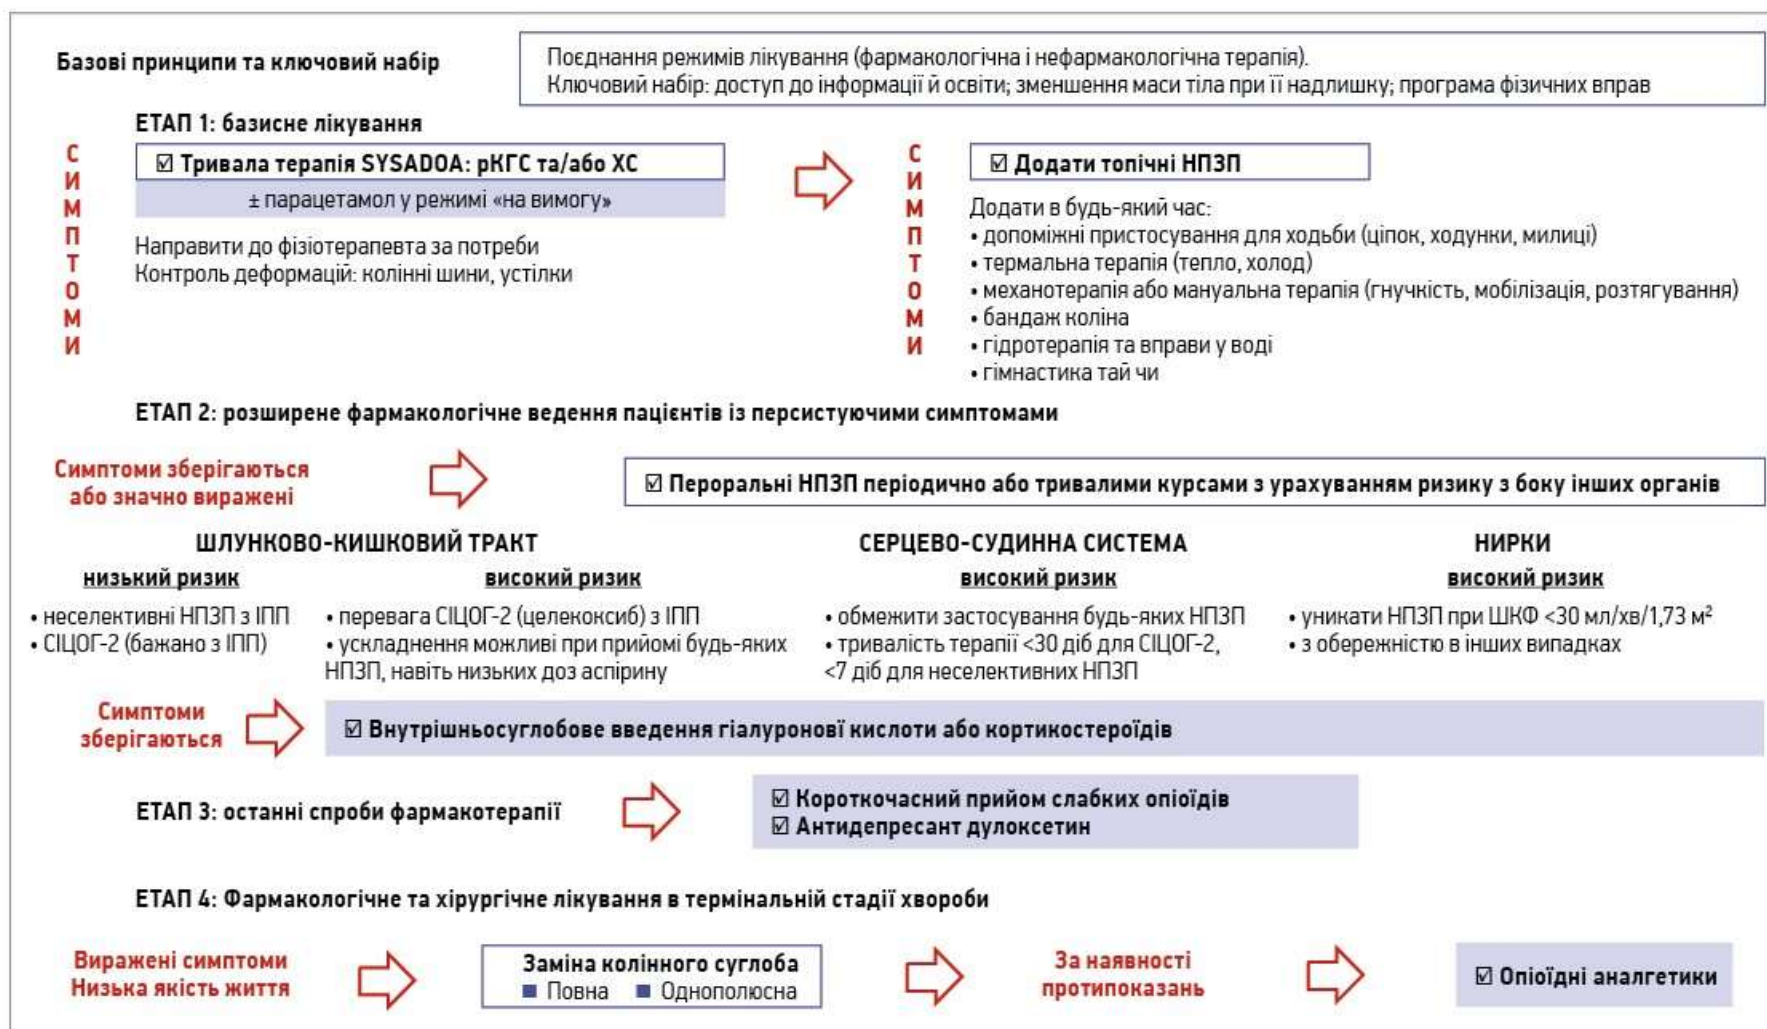 Базові принципи та ключовий набір
Поєднання режимів лікування (фармакологічна і нефармакологічна терапія).
Ключовий набір: доступ до інформації й освіти; зменшення маси тіла при її надлишку; програма фізичних вправ
ЕТАП 1: базисне лікування
СИМПТОМИ
☑ Тривала терапія SYSADOA: рКГС та/або ХС
± парацетамол у режимі «на вимогу»
Направити до фізіотерапевта за потреби
Контроль деформацій: колінні шини, устілки
СИМПТОМИ
☑ Додати топічні НПЗП
Додати в будь-який час:
• допоміжні пристосування для ходьби (ціпок, ходунки, милиці)
• термальна терапія (тепло, холод)
• механотерапія або мануальна терапія (гнучкість, мобілізація, розтягування)
• бандаж коліна
• гідротерапія та вправи у воді
• гімнастика тай чи
ЕТАП 2: розширене фармакологічне ведення пацієнтів із персистуючими симптомами
Симптоми зберігаються
або значно виражені
☑ Пероральні НПЗП періодично або тривалими курсами з урахуванням ризику з боку інших органів
ШЛУНКОВО-КИШКОВИЙ ТРАКТ
низький ризик
• неселективні НПЗП з ІПП
• СІЦОГ-2 (бажано з ІПП)
високий ризик
• перевага СІЦОГ-2 (целекоксиб) з ІПП
• ускладнення можливі при прийомі будь-яких
НПЗП, навіть низьких доз аспірину
СЕРЦЕВО-СУДИННА СИСТЕМА
високий ризик
• обмежити застосування будь-яких НПЗП
• тривалість терапії <30 діб для СІЦОГ-2,
<7 діб для неселективних НПЗП
НИРКИ
високий ризик
• уникати НПЗП при ШКФ <30 мл/хв/1,73 м²
• з обережністю в інших випадках
Симптоми
зберігаються
☑ Внутрішньосуглобове введення гіалуронові кислоти або кортикостероїдів
ЕТАП 3: останні спроби фармакотерапії
☑ Короткочасний прийом слабких опіоїдів
☑ Антидепресант дулоксетин
ЕТАП 4: Фармакологічне та хірургічне лікування в термінальній стадії хвороби
Виражені симптоми
Низька якість життя
Заміна колінного суглоба
■ Повна ■ Однополюсна
За наявності
протипоказань
☑ Опіоїдні аналгетики